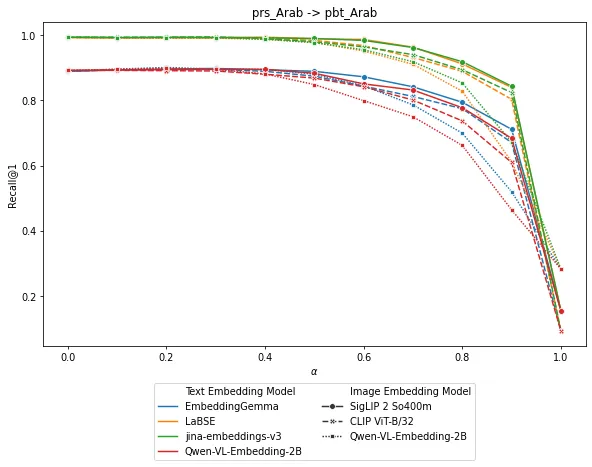 prs_Arab -> pbt_Arab
Recall@1
1.0
0.8
0.6
0.4
0.2
0.0 0.2 0.4 0.6 0.8 1.0
α
Text Embedding Model Image Embedding Model
EmbeddingGemma SigLIP 2 So400m
LaBSE CLIP ViT-B/32
jina-embeddings-v3 Qwen-VL-Embedding-2B
Qwen-VL-Embedding-2B